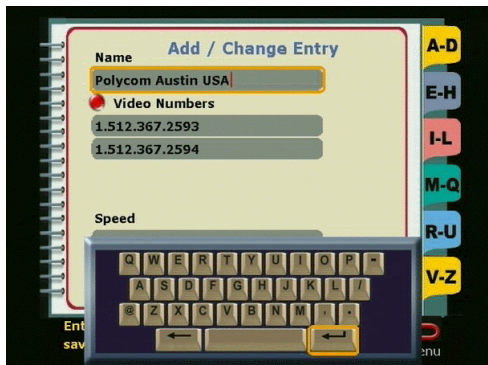 Add / Change Entry
Name
Polycom Austin USA
Video Numbers
1.512.367.2593
1.512.367.2594
Speed
A-D
E-H
I-L
M-Q
R-U
V-Z
Q W E R T Y U I O P -
A S D F G H J K L /
@ Z X C V B N M , .
Ent
sav
enu